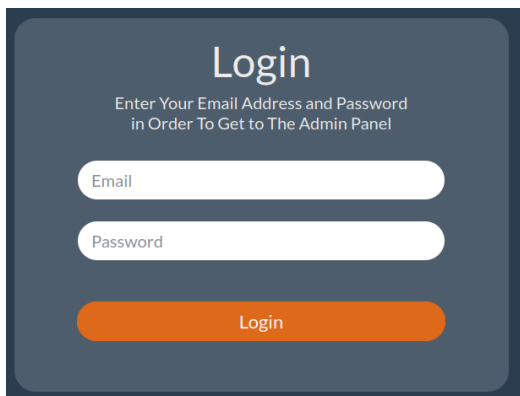 Login
Enter Your Email Address and Password
in Order To Get to The Admin Panel
Email
Password
Login